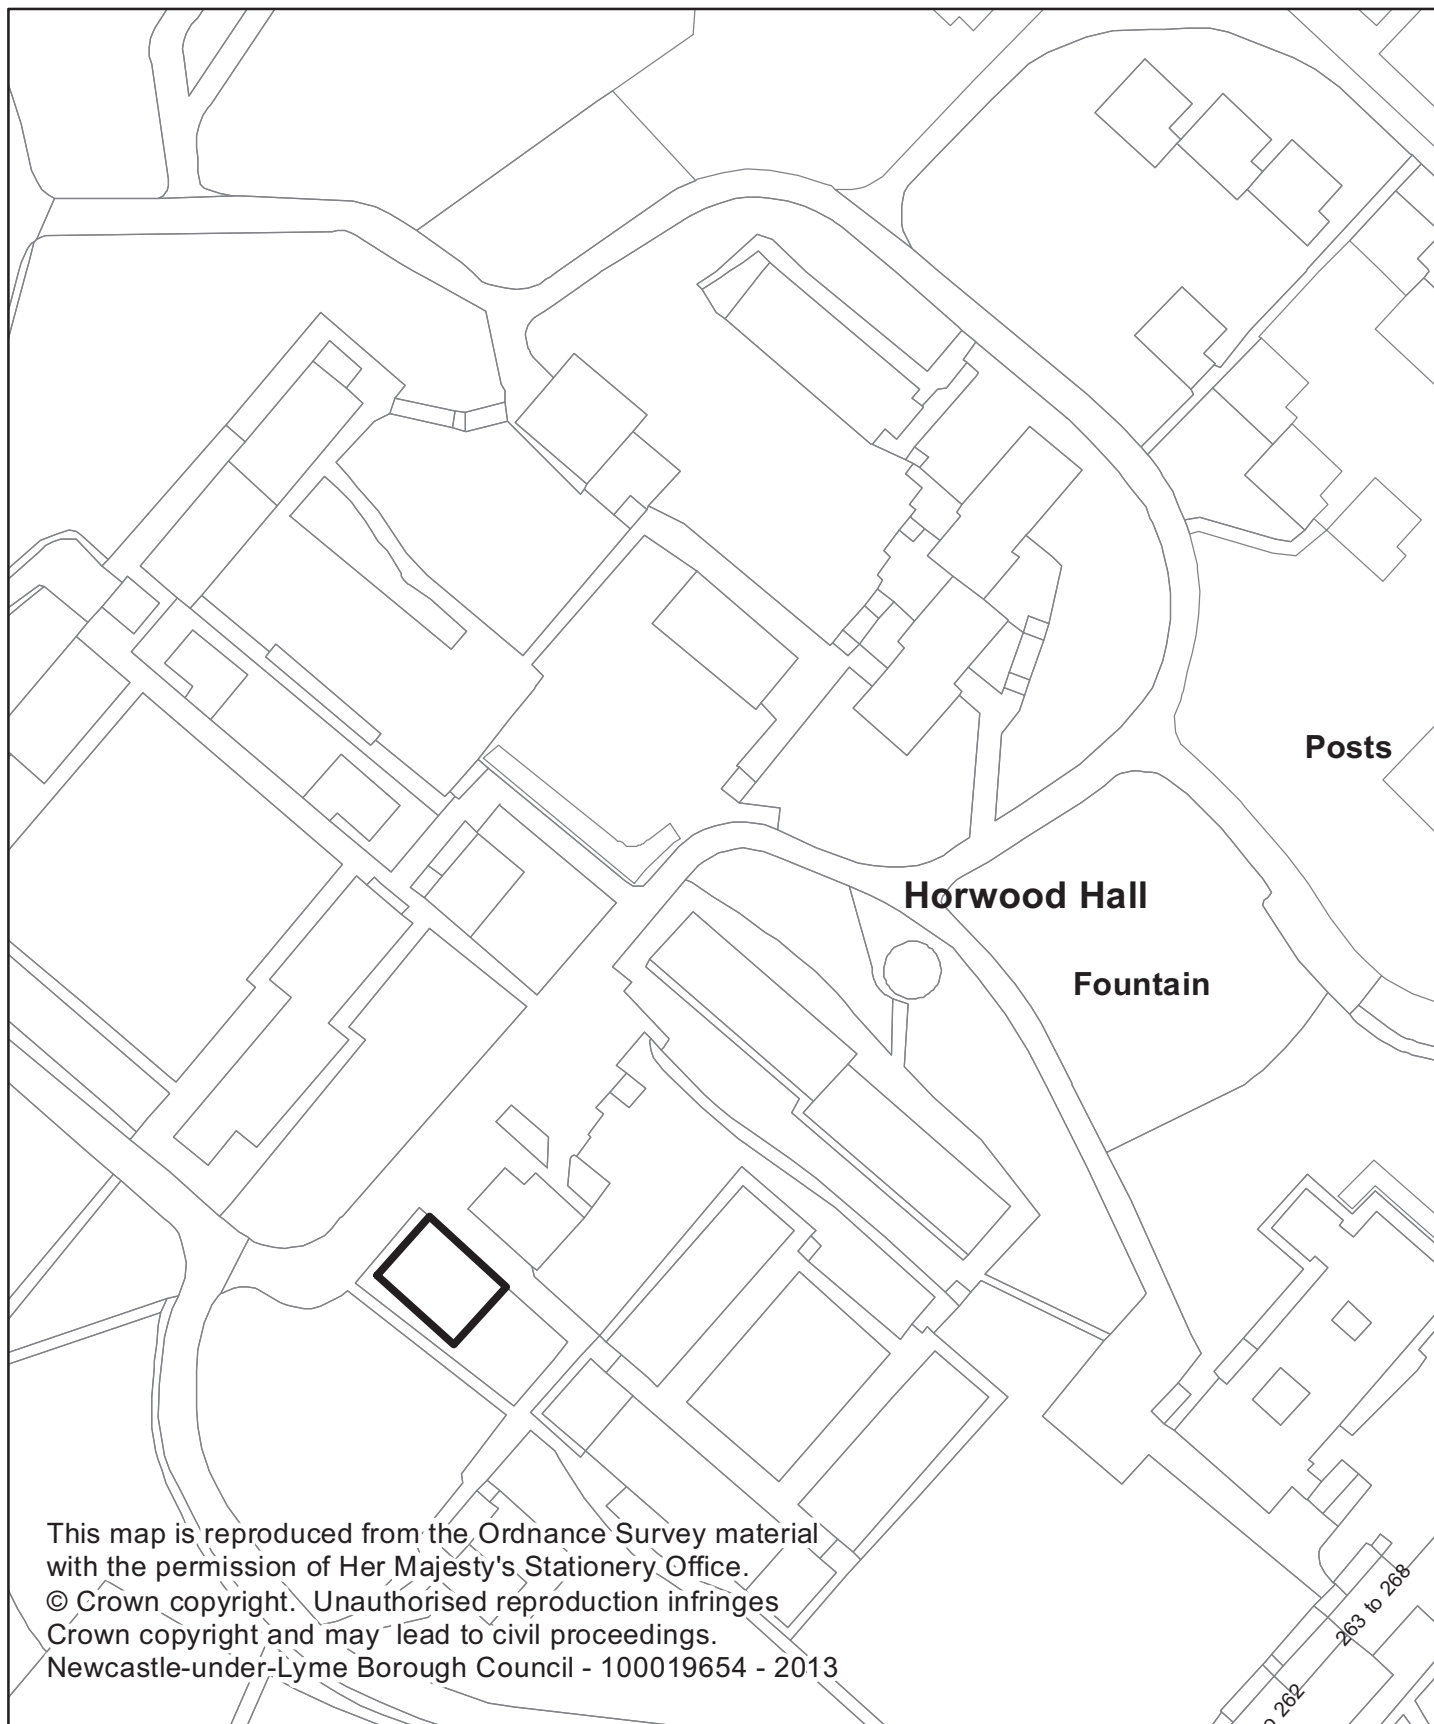 Posts
Horwood Hall
Fountain
This map is reproduced from the Ordnance Survey material
with the permission of Her Majesty's Stationery Office.
© Crown copyright.  Unauthorised reproduction infringes
Crown copyright and may  lead to civil proceedings.
Newcastle-under-Lyme Borough Council - 100019654 - 2013
263 to 268
262